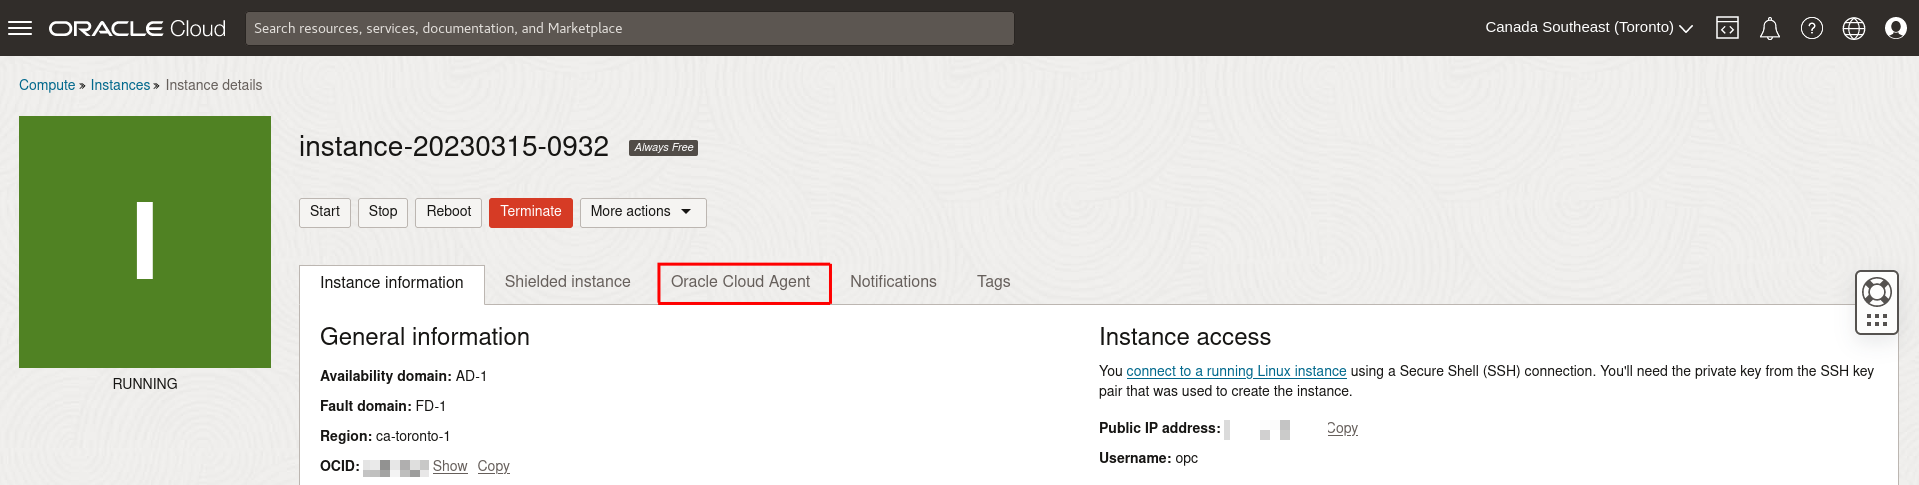 ORACLE Cloud
Search resources, services, documentation, and Marketplace
Canada Southeast (Toronto)
Compute » Instances » Instance details
I
RUNNING
instance-20230315-0932 Always Free
Start Stop Reboot Terminate More actions
Instance information Shielded instance Oracle Cloud Agent Notifications Tags
General information
Availability domain: AD-1
Fault domain: FD-1
Region: ca-toronto-1
OCID: Show Copy
Instance access
You connect to a running Linux instance using a Secure Shell (SSH) connection. You'll need the private key from the SSH key
pair that was used to create the instance.
Public IP address: Copy
Username: opc